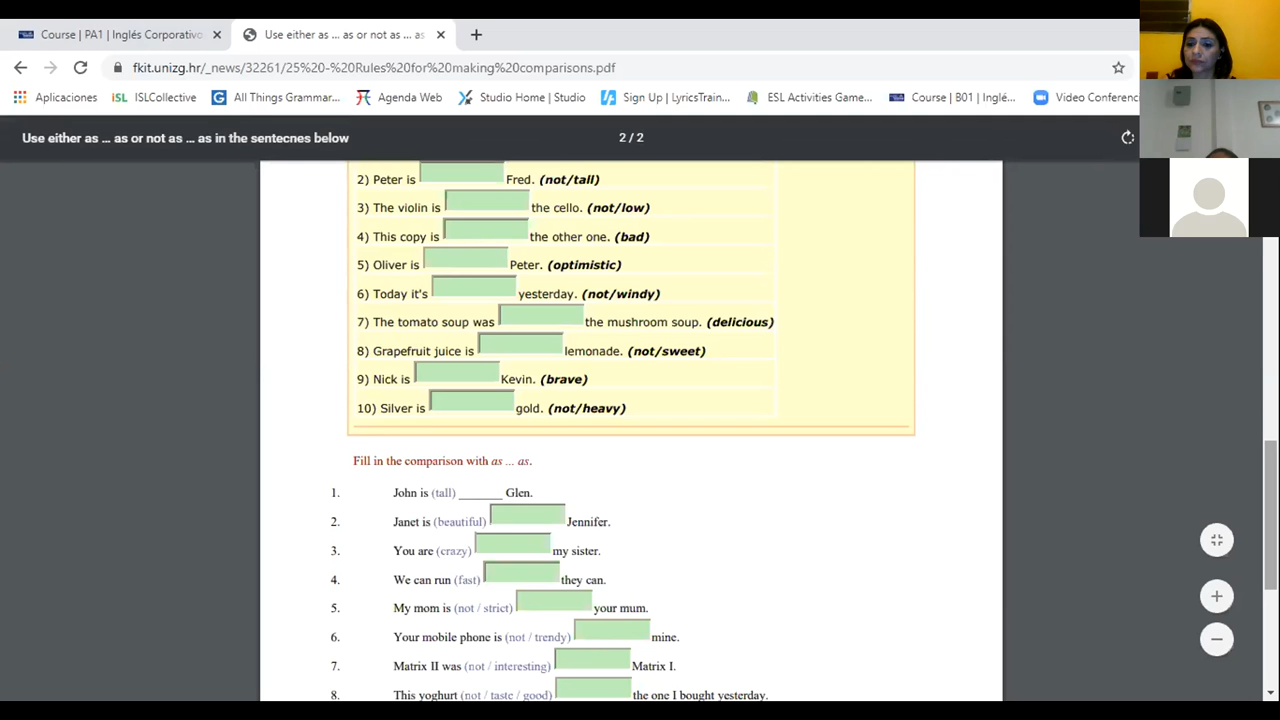 Course | PA1 | Inglés Corporativo
Use either as ... as or not as ... as
fkit.unizg.hr/_news/32261/25%20-%20Rules%20for%20making%20comparisons.pdf
Aplicaciones
iSL ISLCollective
G All Things Grammar...
Agenda Web
Studio Home | Studio
Sign Up | LyricsTrain...
ESL Activities Game...
Course | B01 | Inglé...
Video Conferenc
Use either as ... as or not as ... as in the sentecnes below
2 / 2
2) Peter is Fred. (not/tall)
3) The violin is the cello. (not/low)
4) This copy is the other one. (bad)
5) Oliver is Peter. (optimistic)
6) Today it's yesterday. (not/windy)
7) The tomato soup was the mushroom soup. (delicious)
8) Grapefruit juice is lemonade. (not/sweet)
9) Nick is Kevin. (brave)
10) Silver is gold. (not/heavy)
Fill in the comparison with as ... as.
1. John is (tall) _______ Glen.
2. Janet is (beautiful) Jennifer.
3. You are (crazy) my sister.
4. We can run (fast) they can.
5. My mom is (not / strict) your mum.
6. Your mobile phone is (not / trendy) mine.
7. Matrix II was (not / interesting) Matrix I.
8. This yoghurt (not / taste / good) the one I bought yesterday.